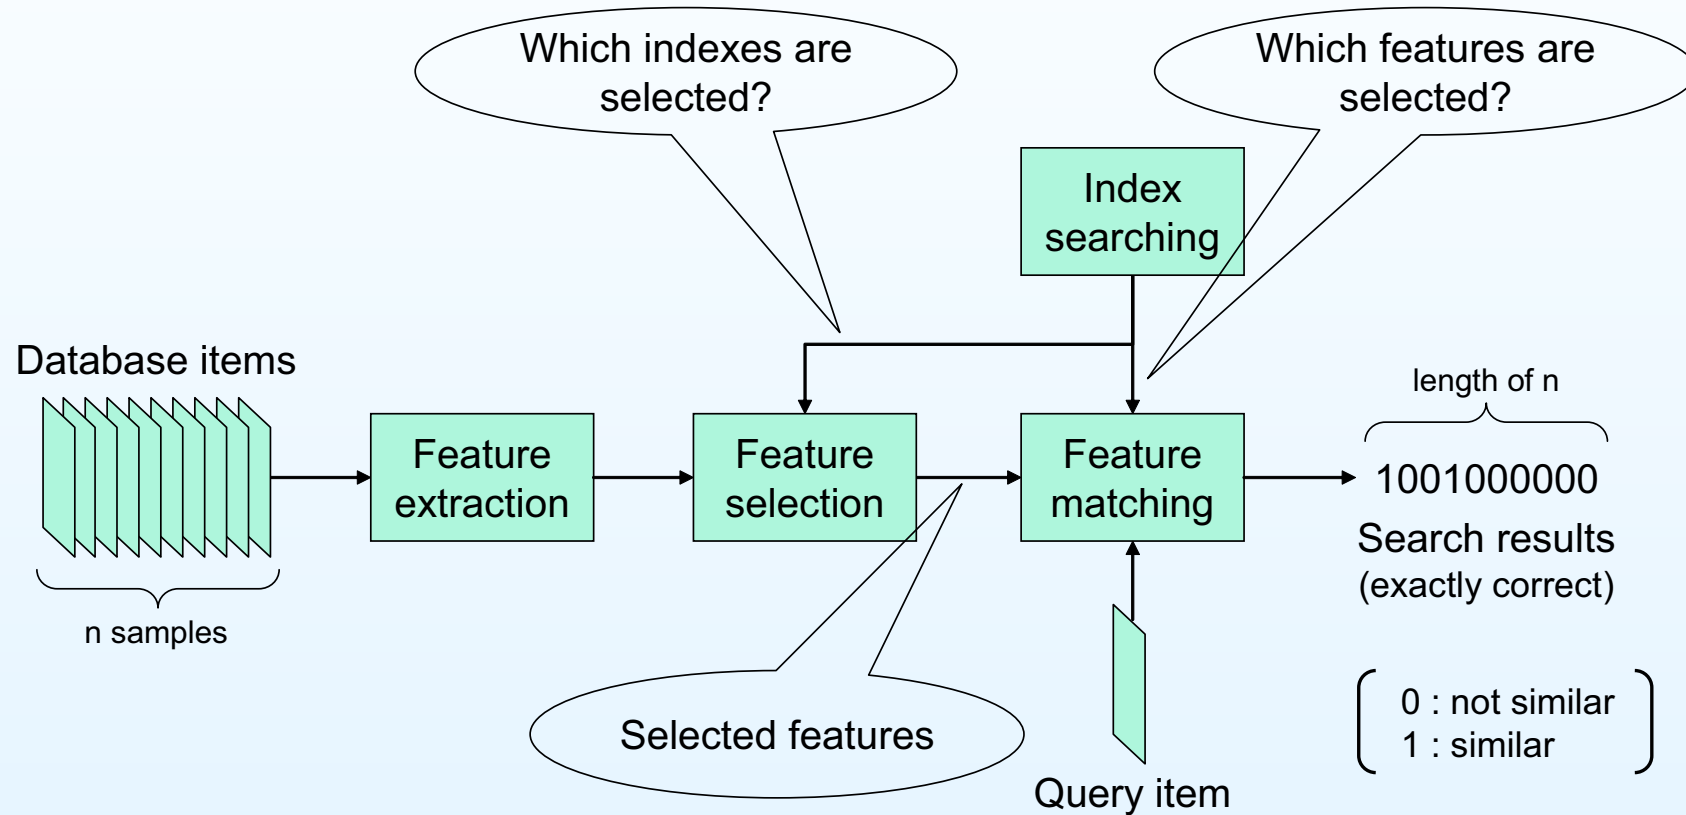 Which indexes are
selected?
Which features are
selected?
Index
searching
Database items
length of n
Feature
extraction
Feature
selection
Feature
matching
1001000000
Search results
(exactly correct)
n samples
Selected features
0 : not similar
1 : similar
Query item